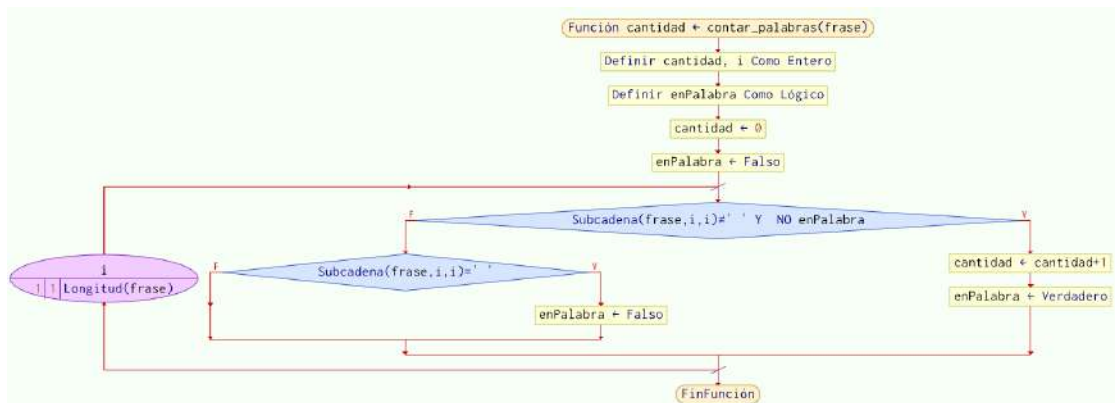 Función cantidad ← contar_palabras(frase)
Definir cantidad, i Como Entero
Definir enPalabra Como Lógico
cantidad ← 0
enPalabra ← Falso
F
Subcadena(frase,i,i)≠' ' Y NO enPalabra
V
i
1 1 Longitud(frase)
F
Subcadena(frase,i,i)=' '
V
cantidad ← cantidad+1
enPalabra ← Verdadero
enPalabra ← Falso
FinFunción